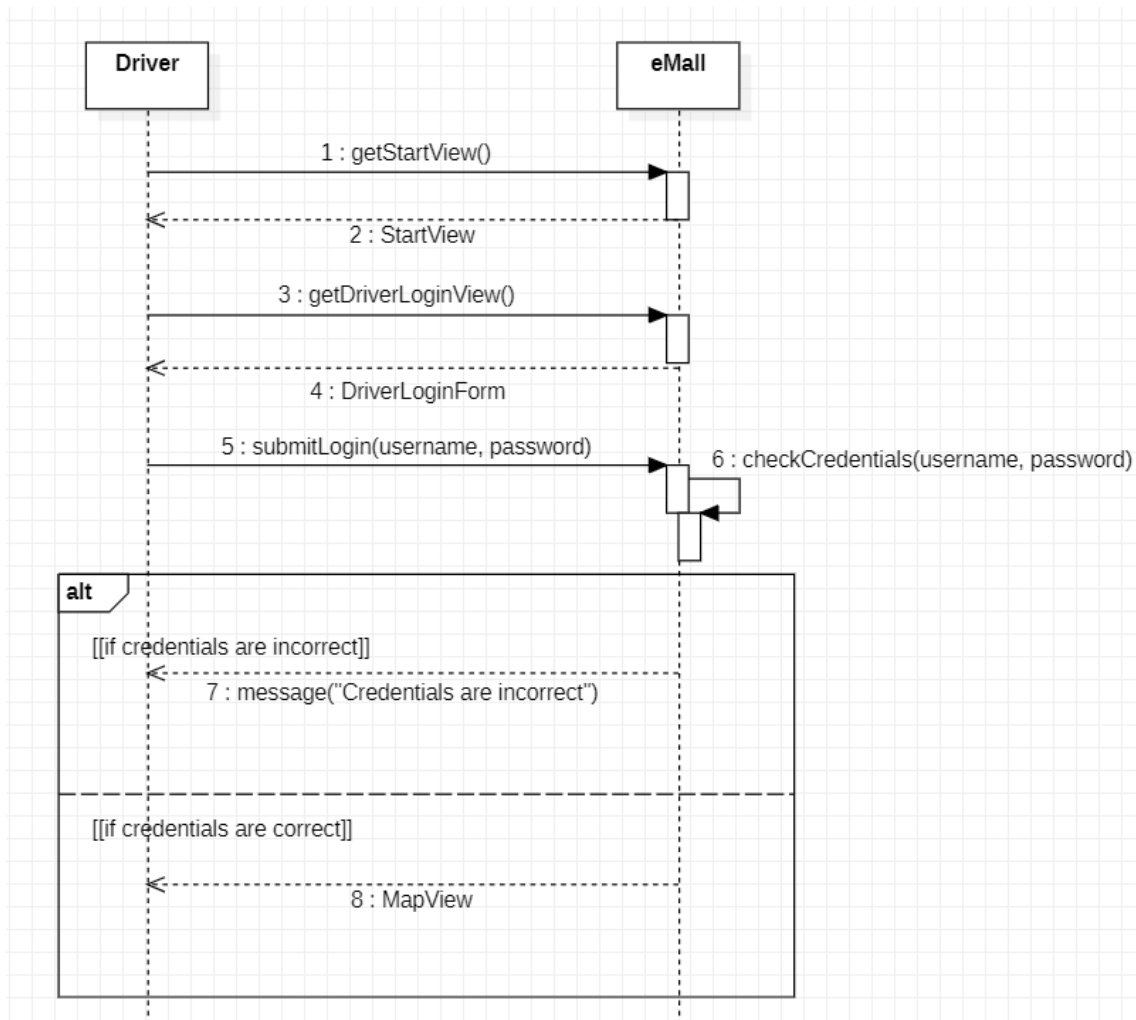 Driver
eMall
1 : getStartView()
2 : StartView
3 : getDriverLoginView()
4 : DriverLoginForm
5 : submitLogin(username, password)
6 : checkCredentials(username, password)
alt
[[if credentials are incorrect]]
7 : message("Credentials are incorrect")
[[if credentials are correct]]
8 : MapView